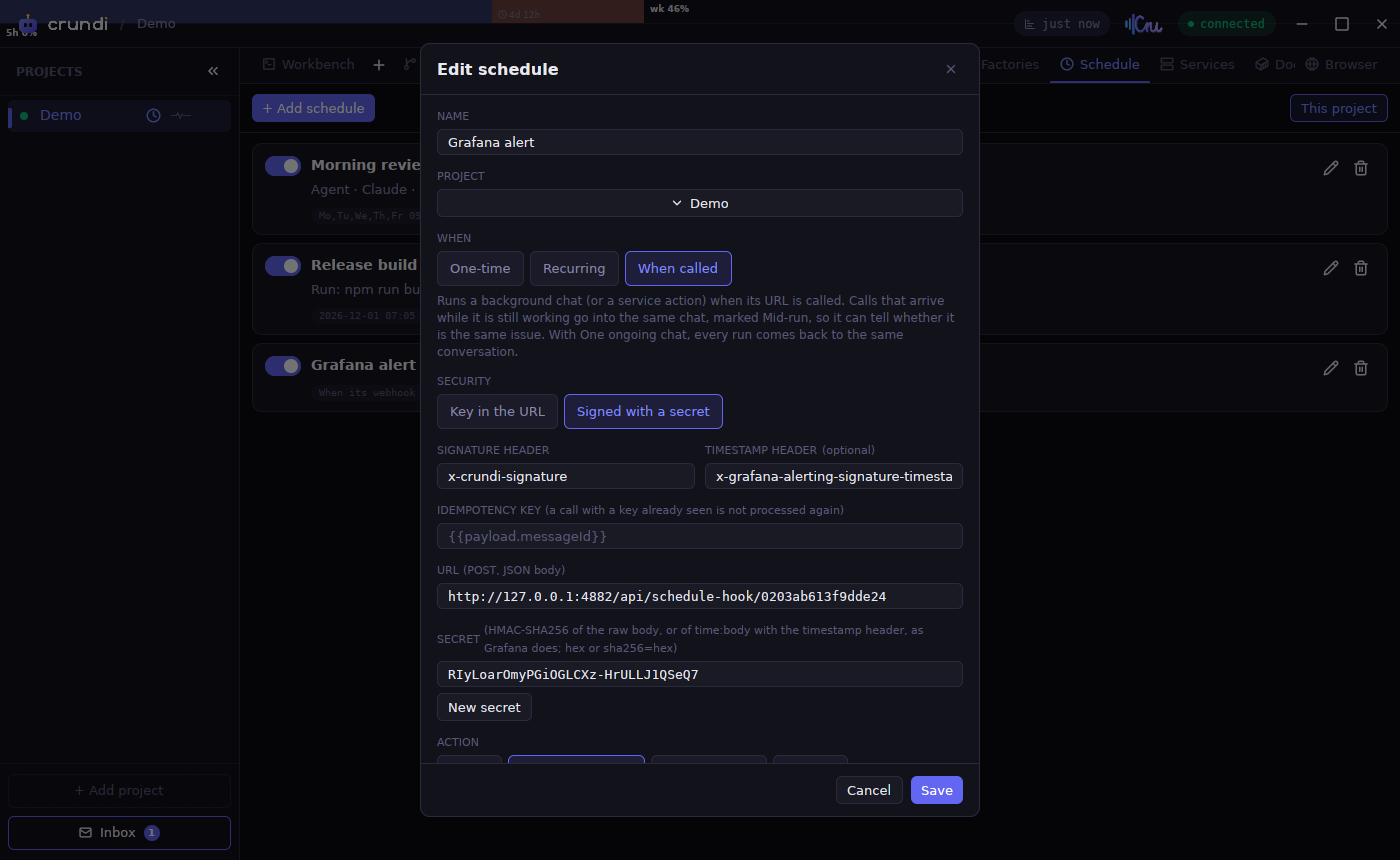 4d 12h
wk 46%
crundi / Demo
just now
Cru
connected
PROJECTS
Demo
Workbench
Factories
Schedule
Services
Browser
+ Add schedule
This project
Morning revie
Agent · Claude ·
Mo,Tu,We,Th,Fr
Release build
Run: npm run bu
2026-12-01 07:05
Grafana alert
When its webhook
+ Add project
Inbox 1
Edit schedule
NAME
Grafana alert
PROJECT
Demo
WHEN
One-time
Recurring
When called
Runs a background chat (or a service action) when its URL is called. Calls that arrive
while it is still working go into the same chat, marked Mid-run, so it can tell whether it
is the same issue. With One ongoing chat, every run comes back to the same
conversation.
SECURITY
Key in the URL
Signed with a secret
SIGNATURE HEADER
TIMESTAMP HEADER (optional)
x-crundi-signature
x-grafana-alerting-signature-timesta
IDEMPOTENCY KEY (a call with a key already seen is not processed again)
{{payload.messageId}}
URL (POST, JSON body)
http://127.0.0.1:4882/api/schedule-hook/0203ab613f9dde24
SECRET (HMAC-SHA256 of the raw body, or of time:body with the timestamp header, as
Grafana does; hex or sha256=hex)
RIyLoarOmyPGiOGLCXz-HrULLJ1QSeQ7
New secret
ACTION
Cancel
Save